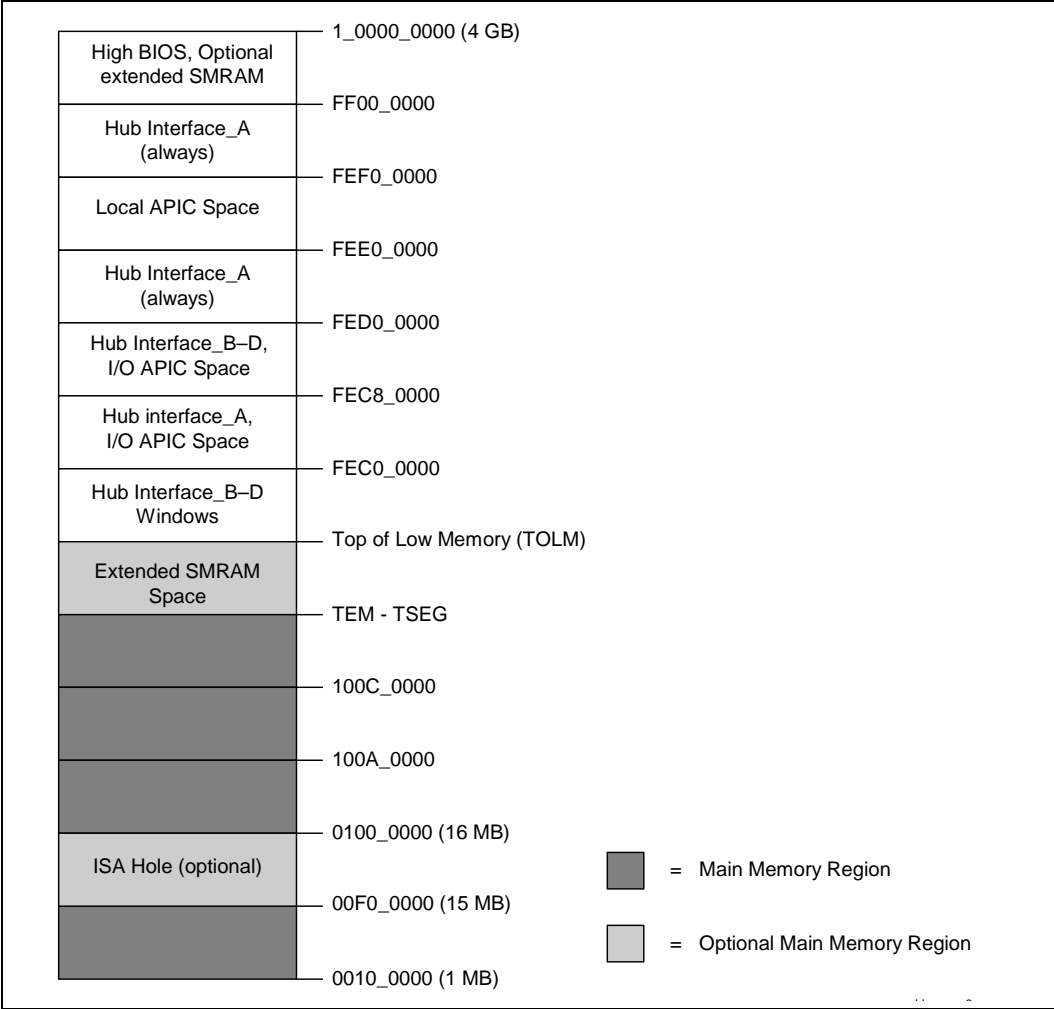 1_0000_0000 (4 GB)
High BIOS, Optional
extended SMRAM
FF00_0000
Hub Interface_A
(always)
FEF0_0000
Local APIC Space
FEE0_0000
Hub Interface_A
(always)
FED0_0000
Hub Interface_B–D,
I/O APIC Space
FEC8_0000
Hub interface_A,
I/O APIC Space
FEC0_0000
Hub Interface_B–D
Windows
Top of Low Memory (TOLM)
Extended SMRAM
Space
TEM - TSEG
100C_0000
100A_0000
0100_0000 (16 MB)
ISA Hole (optional)
00F0_0000 (15 MB)
0010_0000 (1 MB)
= Main Memory Region
= Optional Main Memory Region